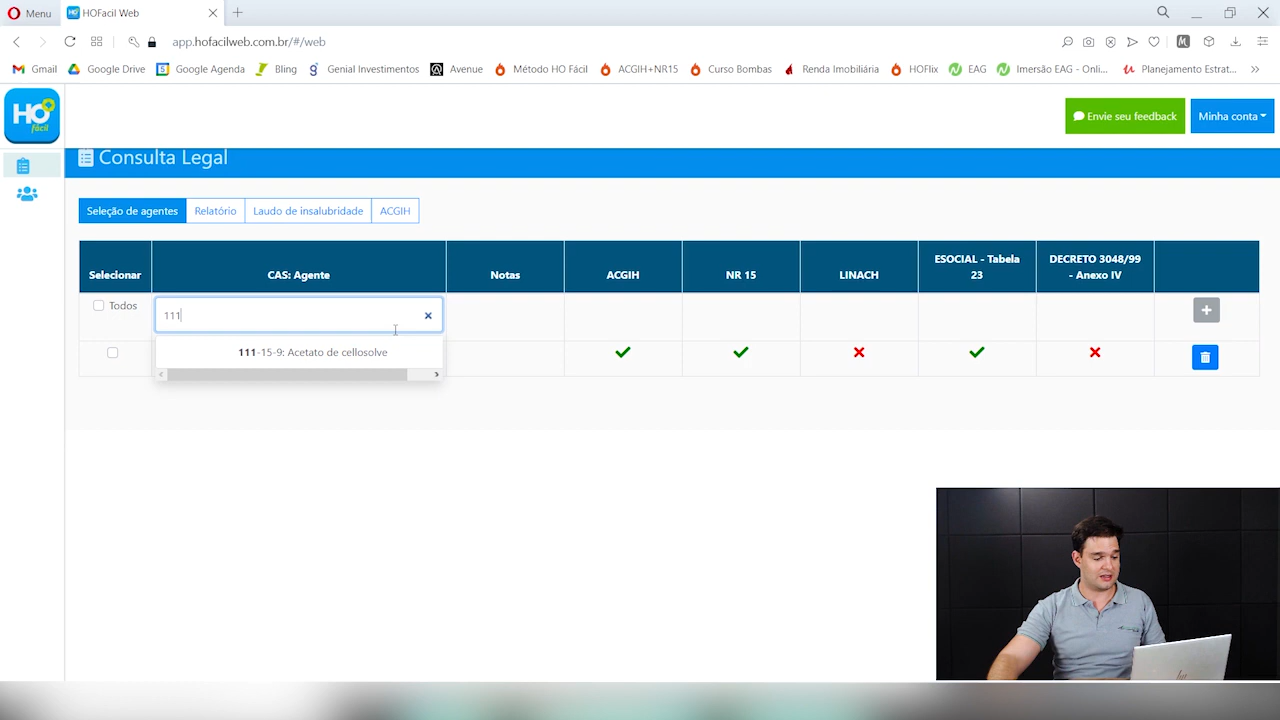 Menu
HOFacil Web
app.hofacilweb.com.br/#/web
Gmail
Google Drive
Google Agenda
Bling
Genial Investimentos
Avenue
Método HO Fácil
ACGIH+NR15
Curso Bombas
Renda Imobiliária
HOFlix
EAG
Imersão EAG - Onli...
Planejamento Estrat...
HO
fácil
Envie seu feedback
Minha conta
Consulta Legal
Seleção de agentes
Relatório
Laudo de insalubridade
ACGIH
Selecionar
CAS: Agente
Notas
ACGIH
NR 15
LINACH
ESOCIAL - Tabela
23
DECRETO 3048/99
- Anexo IV
Todos
111
111-15-9: Acetato de cellosolve